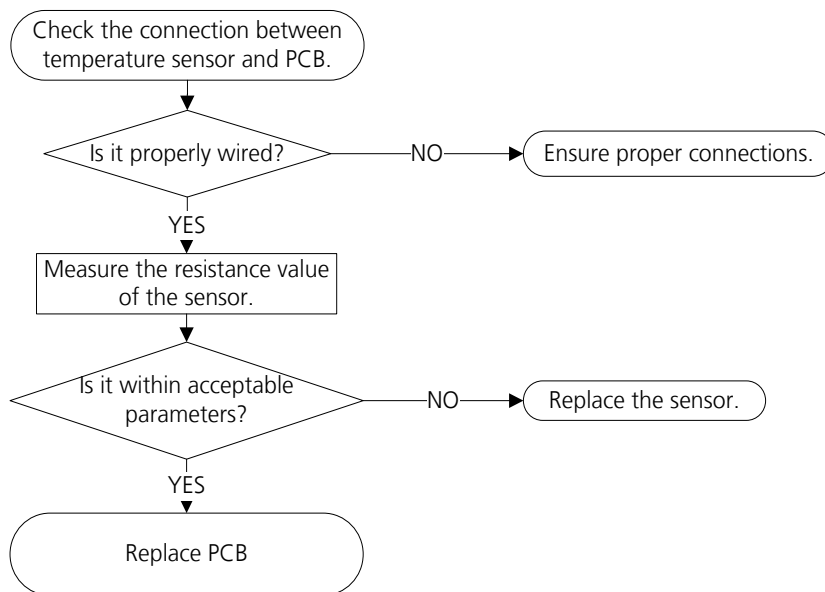 Check the connection between
temperature sensor and PCB.
Is it properly wired?
NO
Ensure proper connections.
YES
Measure the resistance value
of the sensor.
Is it within acceptable
parameters?
NO
Replace the sensor.
YES
Replace PCB